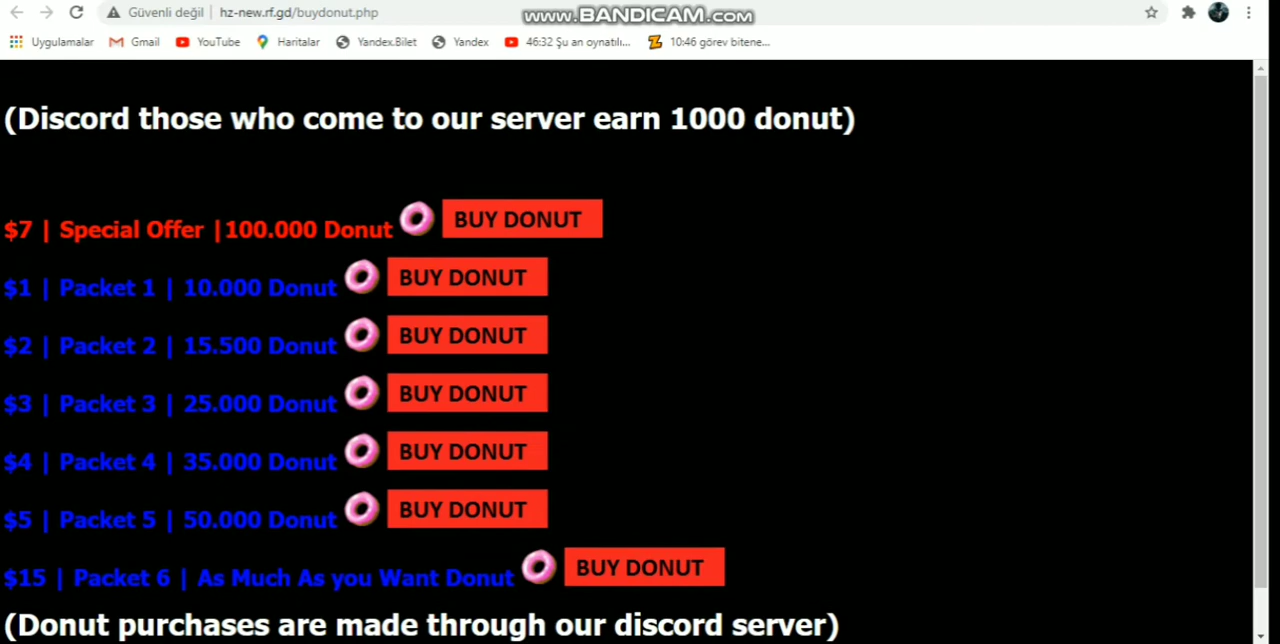 Güvenli değil | hz-new.rf.gd/buydonut.php
www.BANDICAM.com
Uygulamalar Gmail YouTube Haritalar Yandex.Bilet Yandex 46:32 Şu an oynatılı... 10:46 görev bitene...
(Discord those who come to our server earn 1000 donut)
$7 | Special Offer |100.000 Donut BUY DONUT
$1 | Packet 1 | 10.000 Donut BUY DONUT
$2 | Packet 2 | 15.500 Donut BUY DONUT
$3 | Packet 3 | 25.000 Donut BUY DONUT
$4 | Packet 4 | 35.000 Donut BUY DONUT
$5 | Packet 5 | 50.000 Donut BUY DONUT
$15 | Packet 6 | As Much As you Want Donut BUY DONUT
(Donut purchases are made through our discord server)